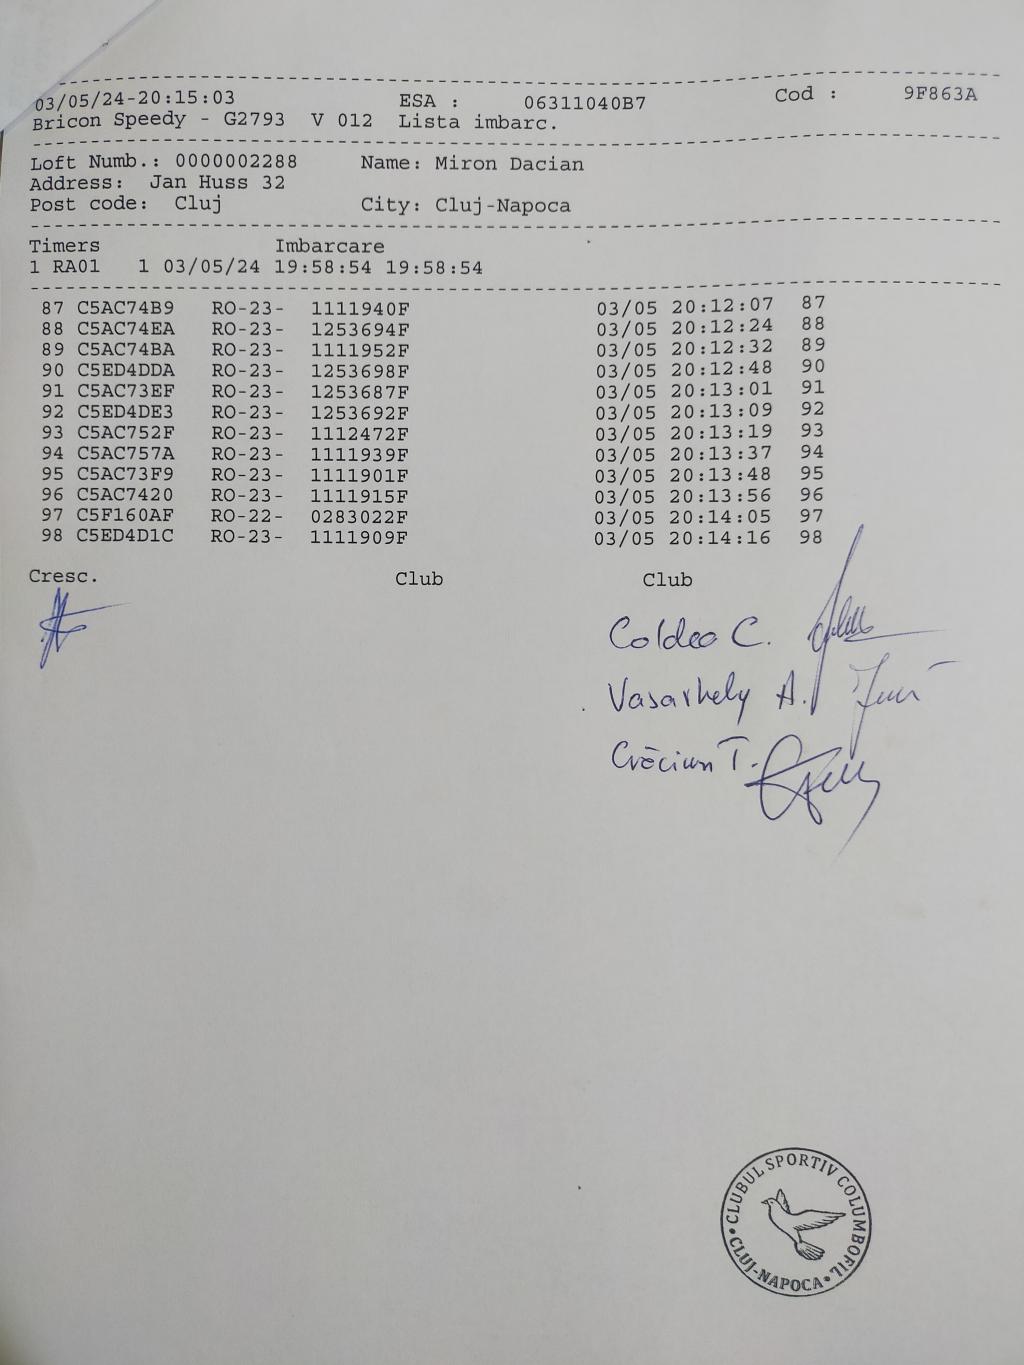 03/05/24-20:15:03 ESA : 06311040B7 Cod : 9F863A
Bricon Speedy - G2793 V 012 Lista imbarc.
Loft Numb.: 0000002288 Name: Miron Dacian
Address: Jan Huss 32
Post code: Cluj City: Cluj-Napoca
Timers Imbarcare
1 RA01 1 03/05/24 19:58:54 19:58:54
87 C5AC74B9 RO-23- 1111940F 03/05 20:12:07 87
88 C5AC74EA RO-23- 1253694F 03/05 20:12:24 88
89 C5AC74BA RO-23- 1111952F 03/05 20:12:32 89
90 C5ED4DDA RO-23- 1253698F 03/05 20:12:48 90
91 C5AC73EF RO-23- 1253687F 03/05 20:13:01 91
92 C5ED4DE3 RO-23- 1253692F 03/05 20:13:09 92
93 C5AC752F RO-23- 1112472F 03/05 20:13:19 93
94 C5AC757A RO-23- 1111939F 03/05 20:13:37 94
95 C5AC73F9 RO-23- 1111901F 03/05 20:13:48 95
96 C5AC7420 RO-23- 1111915F 03/05 20:13:56 96
97 C5F160AF RO-22- 0283022F 03/05 20:14:05 97
98 C5ED4D1C RO-23- 1111909F 03/05 20:14:16 98
Cresc. Club Club
Coldea C.
Vasarhely A.
Crăciun T.
CLUBUL SPORTIV COLUMBOFIL
CLUJ-NAPOCA